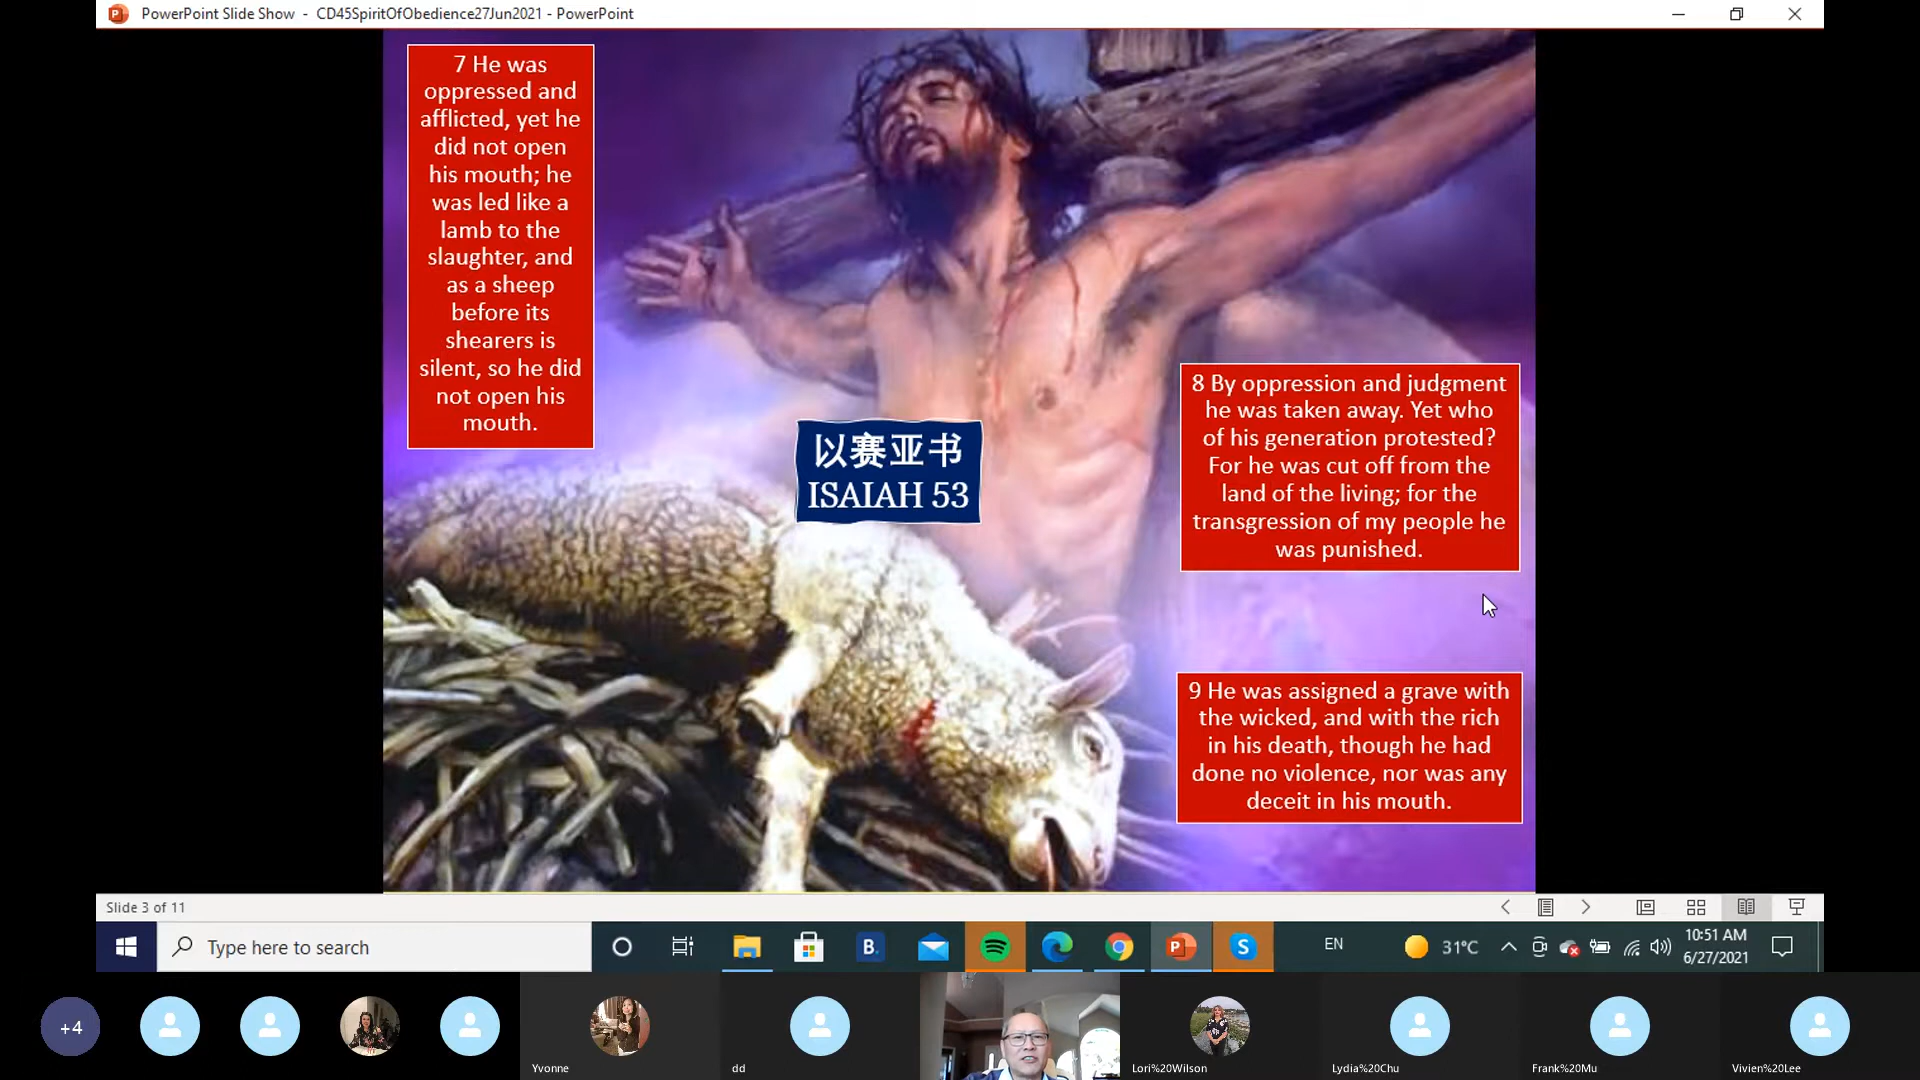 PowerPoint Slide Show - CD45SpiritOfObedience27Jun2021 - PowerPoint
7 He was
oppressed and
afflicted, yet he
did not open
his mouth; he
was led like a
lamb to the
slaughter, and
as a sheep
before its
shearers is
silent, so he did
not open his
mouth.
以赛亚书
ISAIAH 53
8 By oppression and judgment
he was taken away. Yet who
of his generation protested?
For he was cut off from the
land of the living; for the
transgression of my people he
was punished.
9 He was assigned a grave with
the wicked, and with the rich
in his death, though he had
done no violence, nor was any
deceit in his mouth.
Slide 3 of 11
Type here to search
B.
EN
31°C
10:51 AM
6/27/2021
+4
Yvonne
dd
Lori%20Wilson
Lydia%20Chu
Frank%20Mu
Vivien%20Lee